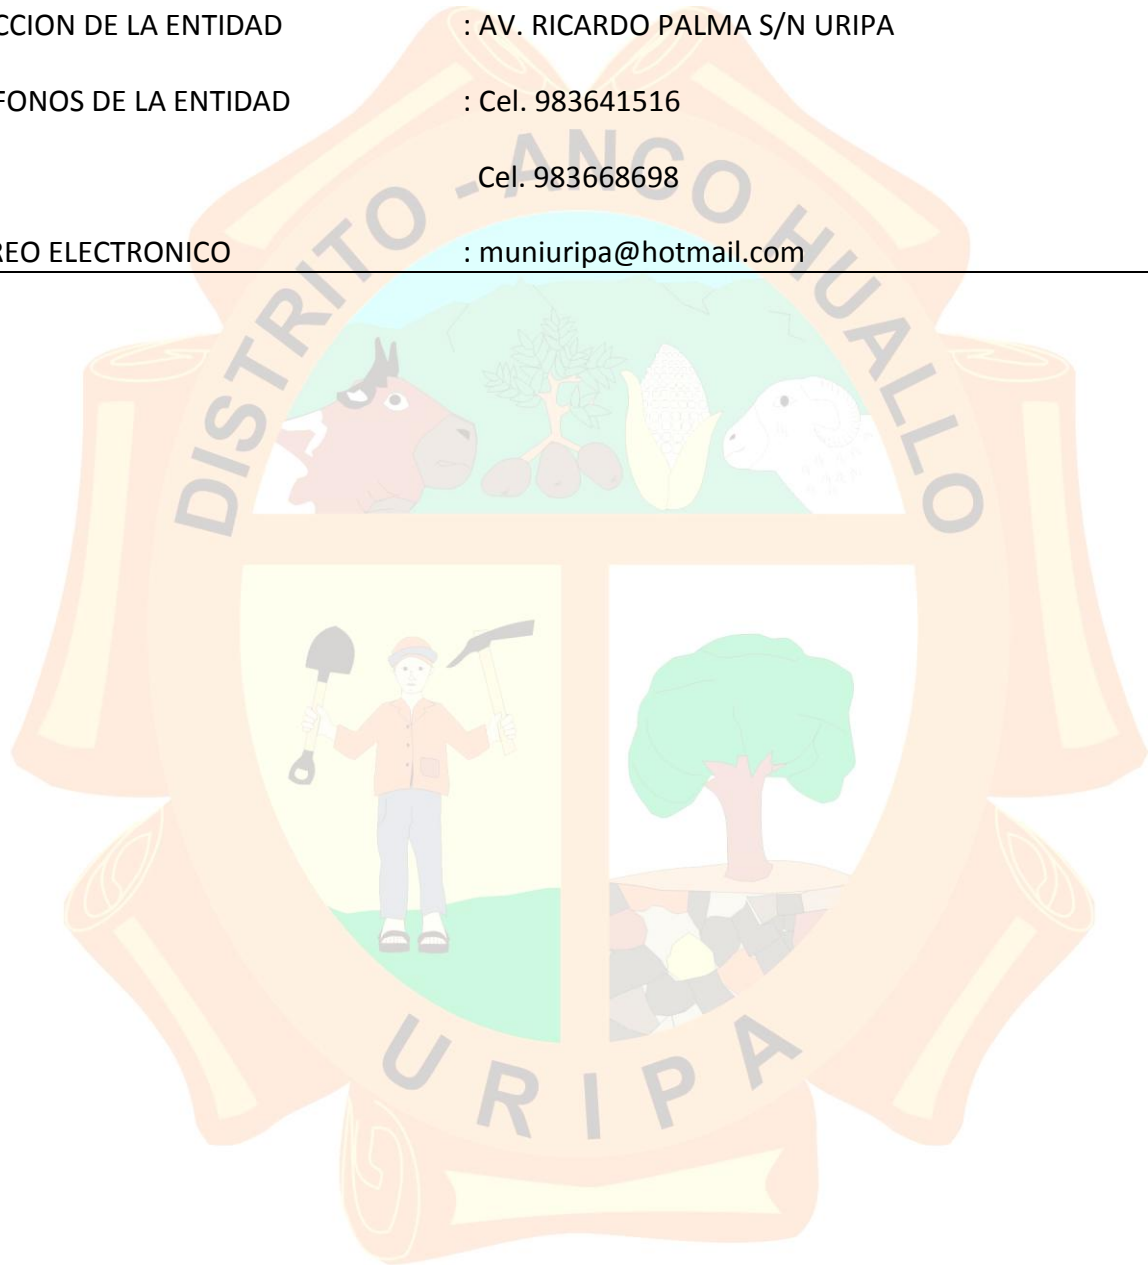 CCION DE LA ENTIDAD : AV. RICARDO PALMA S/N URIPA
FONOS DE LA ENTIDAD : Cel. 983641516
Cel. 983668698
REO ELECTRONICO : muniuripa@hotmail.com
DISTRITO - ANCO HUALLO
URIPA